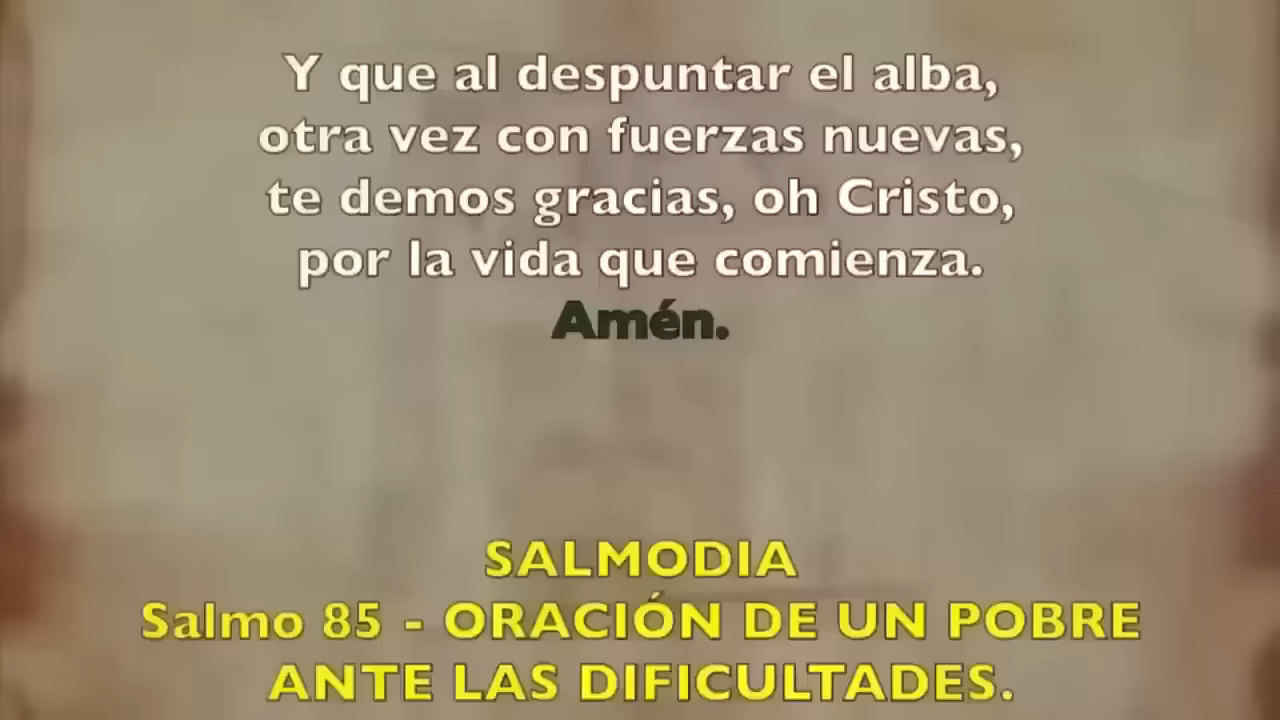 Y que al despuntar el alba,
otra vez con fuerzas nuevas,
te demos gracias, oh Cristo,
por la vida que comienza.
Amén.
SALMODIA
Salmo 85 - ORACIÓN DE UN POBRE
ANTE LAS DIFICULTADES.